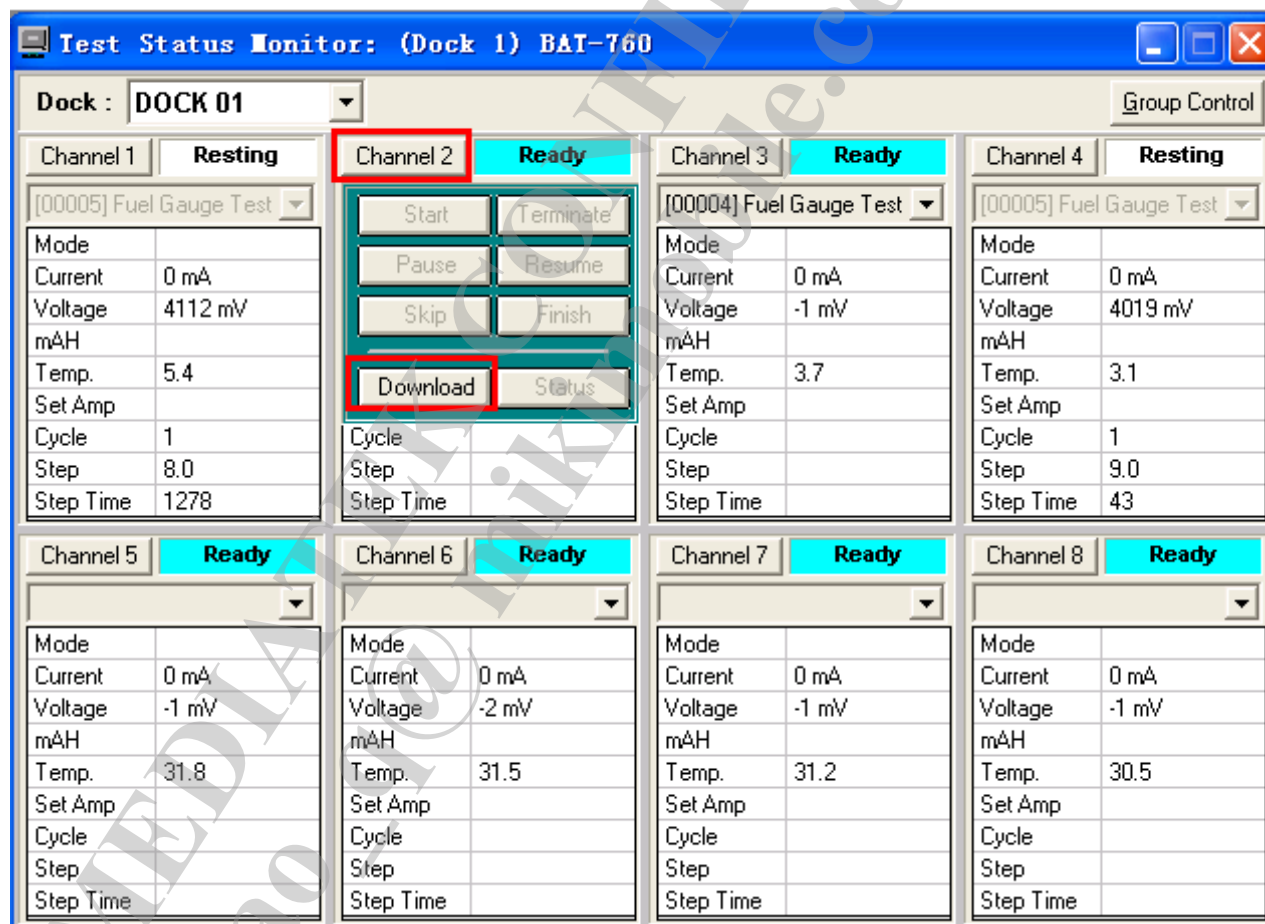 Test Status Monitor: (Dock 1) BAT-760
Dock : DOCK 01 Group Control
Channel 1 Resting
[00005] Fuel Gauge Test
Mode
Current 0 mA
Voltage 4112 mV
mAH
Temp. 5.4
Set Amp
Cycle 1
Step 8.0
Step Time 1278
Channel 2 Ready
Start Terminate
Pause Resume
Skip Finish
Download Status
Cycle
Step
Step Time
Channel 3 Ready
[00004] Fuel Gauge Test
Mode
Current 0 mA
Voltage -1 mV
mAH
Temp. 3.7
Set Amp
Cycle
Step
Step Time
Channel 4 Resting
[00005] Fuel Gauge Test
Mode
Current 0 mA
Voltage 4019 mV
mAH
Temp. 3.1
Set Amp
Cycle 1
Step 9.0
Step Time 43
Channel 5 Ready
Mode
Current 0 mA
Voltage -1 mV
mAH
Temp. 31.8
Set Amp
Cycle
Step
Step Time
Channel 6 Ready
Mode
Current 0 mA
Voltage -2 mV
mAH
Temp. 31.5
Set Amp
Cycle
Step
Step Time
Channel 7 Ready
Mode
Current 0 mA
Voltage -1 mV
mAH
Temp. 31.2
Set Amp
Cycle
Step
Step Time
Channel 8 Ready
Mode
Current 0 mA
Voltage -1 mV
mAH
Temp. 30.5
Set Amp
Cycle
Step
Step Time
MEDIATEK